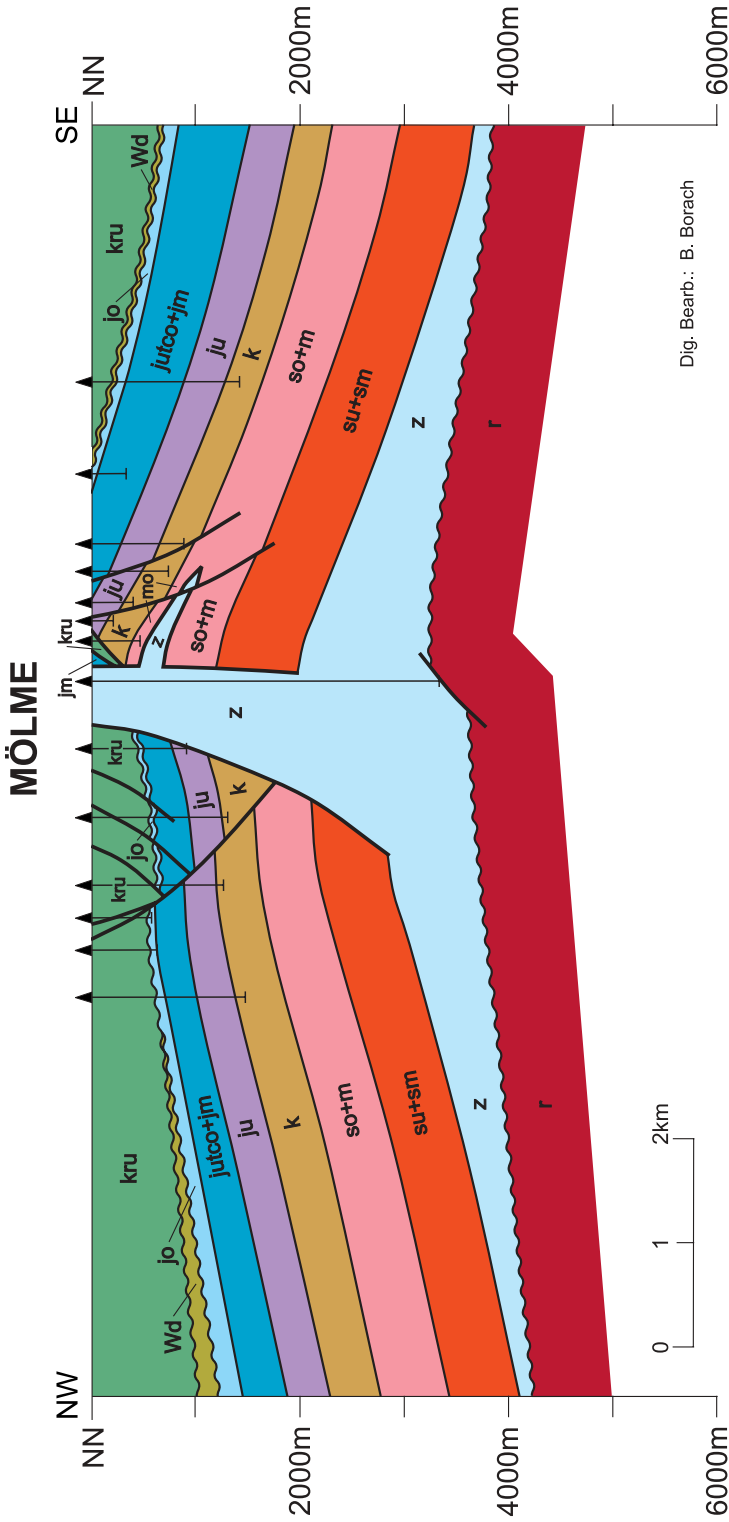 MÖLME
NW
SE
NN
NN
jm
kru
kru
kru
kru
kru
k
ju
jo
Wd
Wd
jo
jo
z
mo
jutco+jm
ju
k
so+m
jutco+jm
ju
k
z
ju
k
so+m
su+sm
z
r
2000m
2000m
so+m
su+sm
z
r
4000m
4000m
6000m
6000m
0 1 2km
Dig. Bearb.: B. Borach